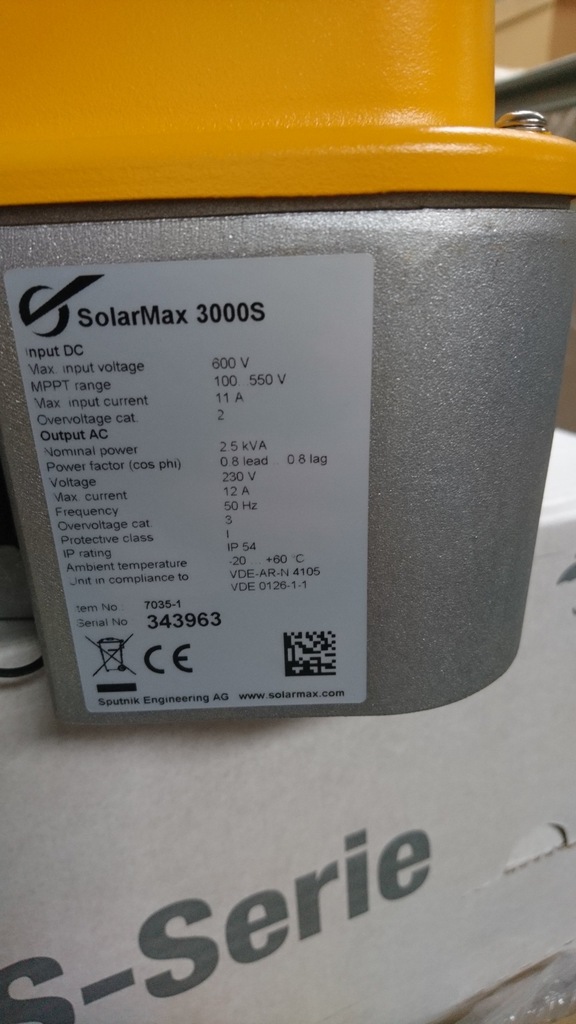 SolarMax 3000S
Input DC
Max. input voltage 600 V
MPPT range 100...550 V
Max. input current 11 A
Overvoltage cat. 2
Output AC
Nominal power 2.5 kVA
Power factor (cos phi) 0.8 lead ... 0.8 lag
Voltage 230 V
Max. current 12 A
Frequency 50 Hz
Overvoltage cat. 3
Protective class I
IP rating IP 54
Ambient temperature -20 ... +60 °C
Unit in compliance to VDE-AR-N 4105
VDE 0126-1-1
Item No.: 7035-1
Serial No. 343963
CE
Sputnik Engineering AG www.solarmax.com
S-Serie